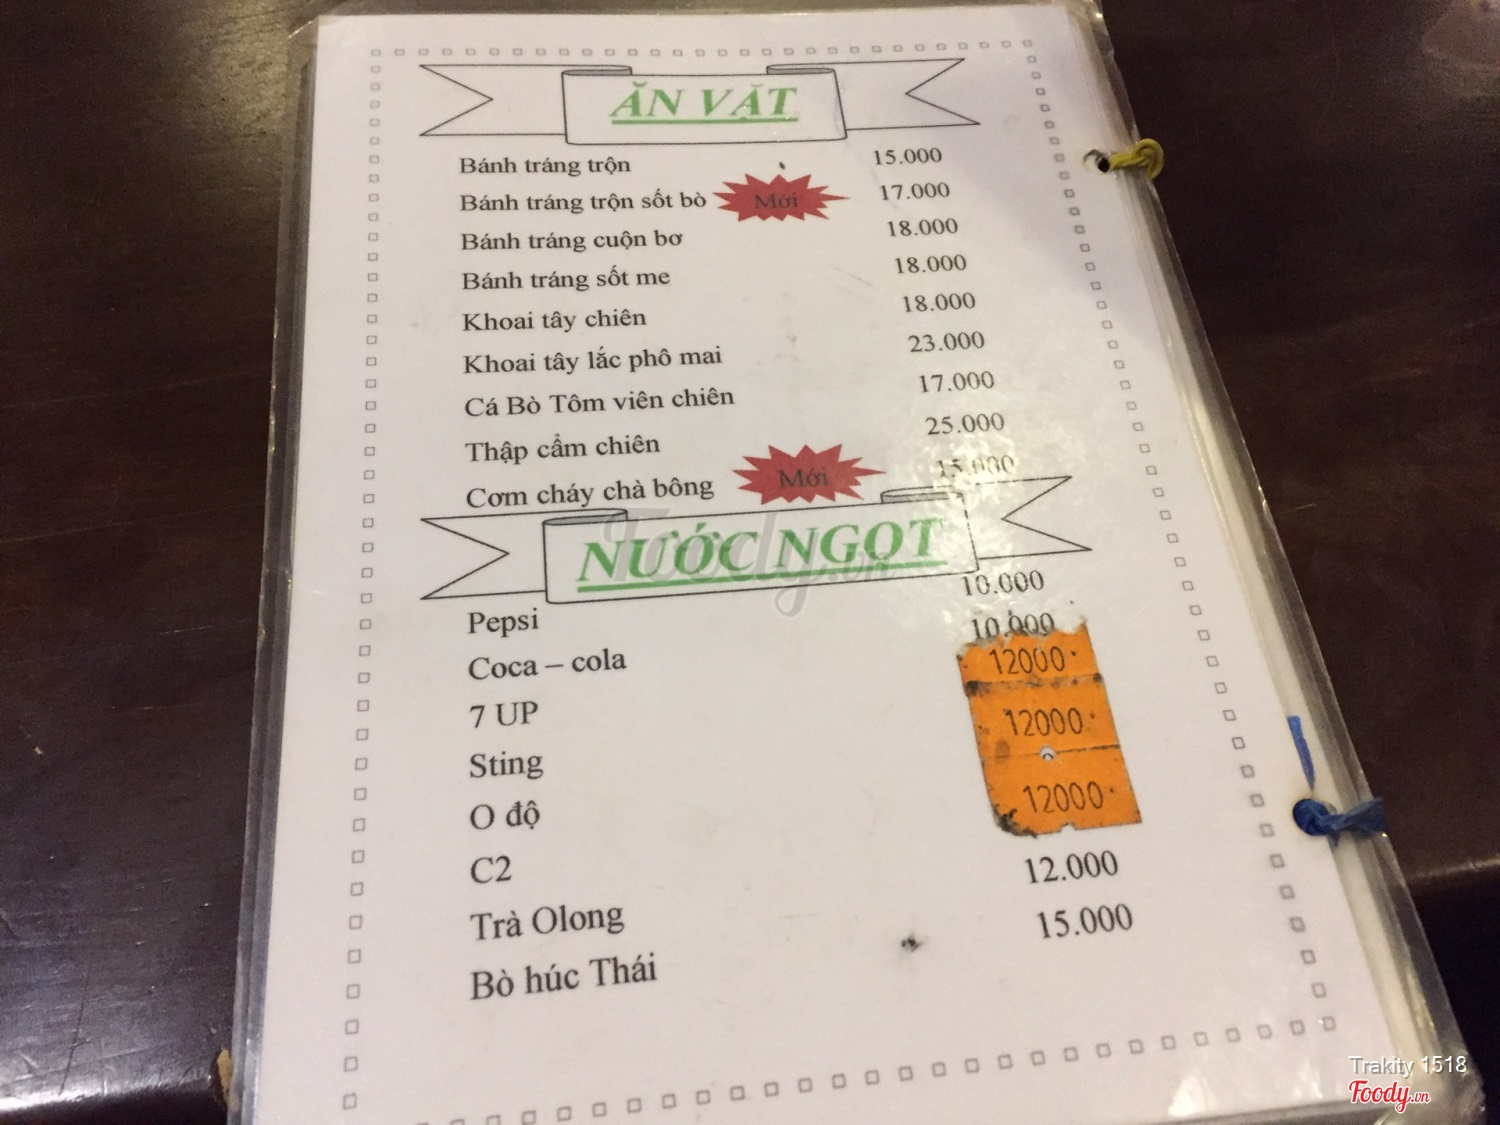 ĂN VẶT
Bánh tráng trộn 15.000
Bánh tráng trộn sốt bò Mới 17.000
Bánh tráng cuộn bơ 18.000
Bánh tráng sốt me 18.000
Khoai tây chiên 18.000
Khoai tây lắc phô mai 23.000
Cá Bò Tôm viên chiên 17.000
Thập cẩm chiên 25.000
Cơm cháy chà bông Mới 15.000
NƯỚC NGỌT
Foody.vn
Pepsi 10.000
Coca – cola 10.000
7 UP 12000
Sting 12000
O độ 12000
C2
Trà Olong 12.000
Bò húc Thái 15.000
Trakity 1518
Foody.vn